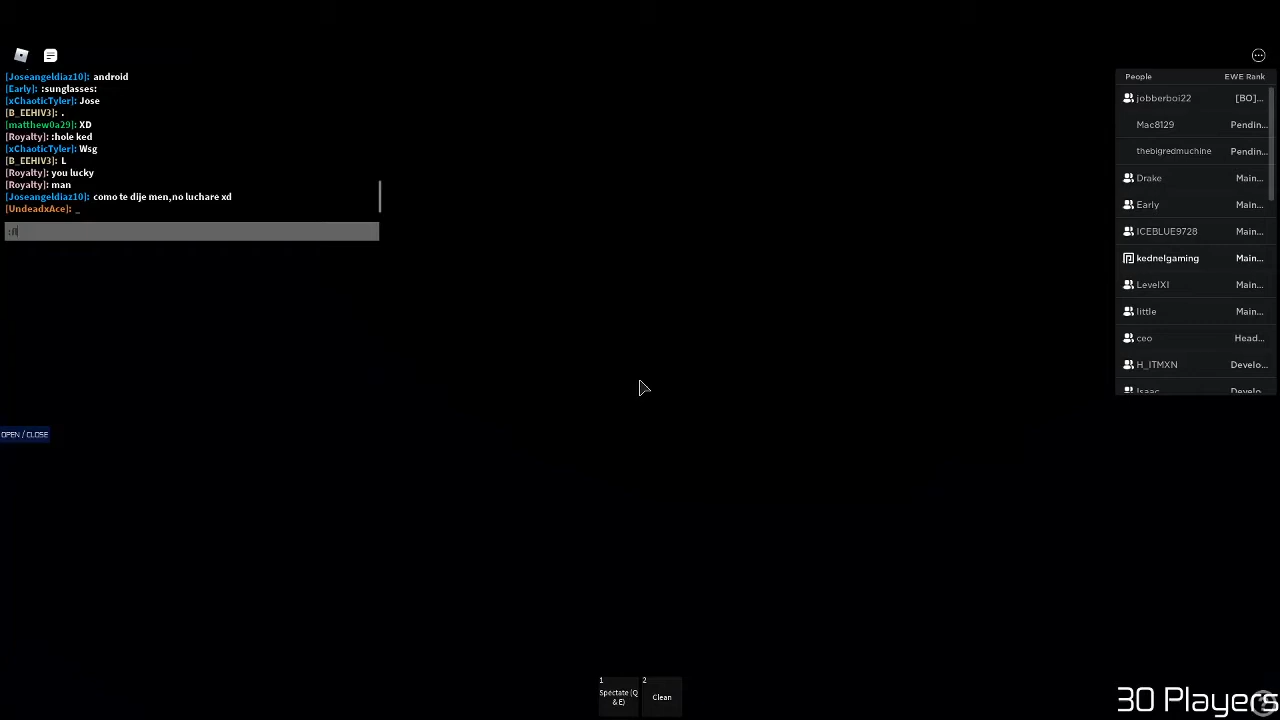 [Joseangeldiaz10]: android
[Early]: :sunglasses:
[xChaoticTyler]: Jose
[B_EEHIV3]: .
[matthew0a29]: XD
[Royalty]: :hole ked
[xChaoticTyler]: Wsg
[B_EEHIV3]: L
[Royalty]: you lucky
[Royalty]: man
[Joseangeldiaz10]: como te dije men,no luchare xd
[UndeadxAce]: _
People EWE Rank
jobberboi22 [BO]...
Mac8129 Pendin...
thebigredmuchine Pendin...
Drake Main...
Early Main...
ICEBLUE9728 Main...
kednelgaming Main...
LevelXI Main...
little Main...
ceo Head...
H_ITMXN Develo...
Isaac Develo...
OPEN / CLOSE
1
Spectate (Q
& E)
2
Clean
30 Players
?